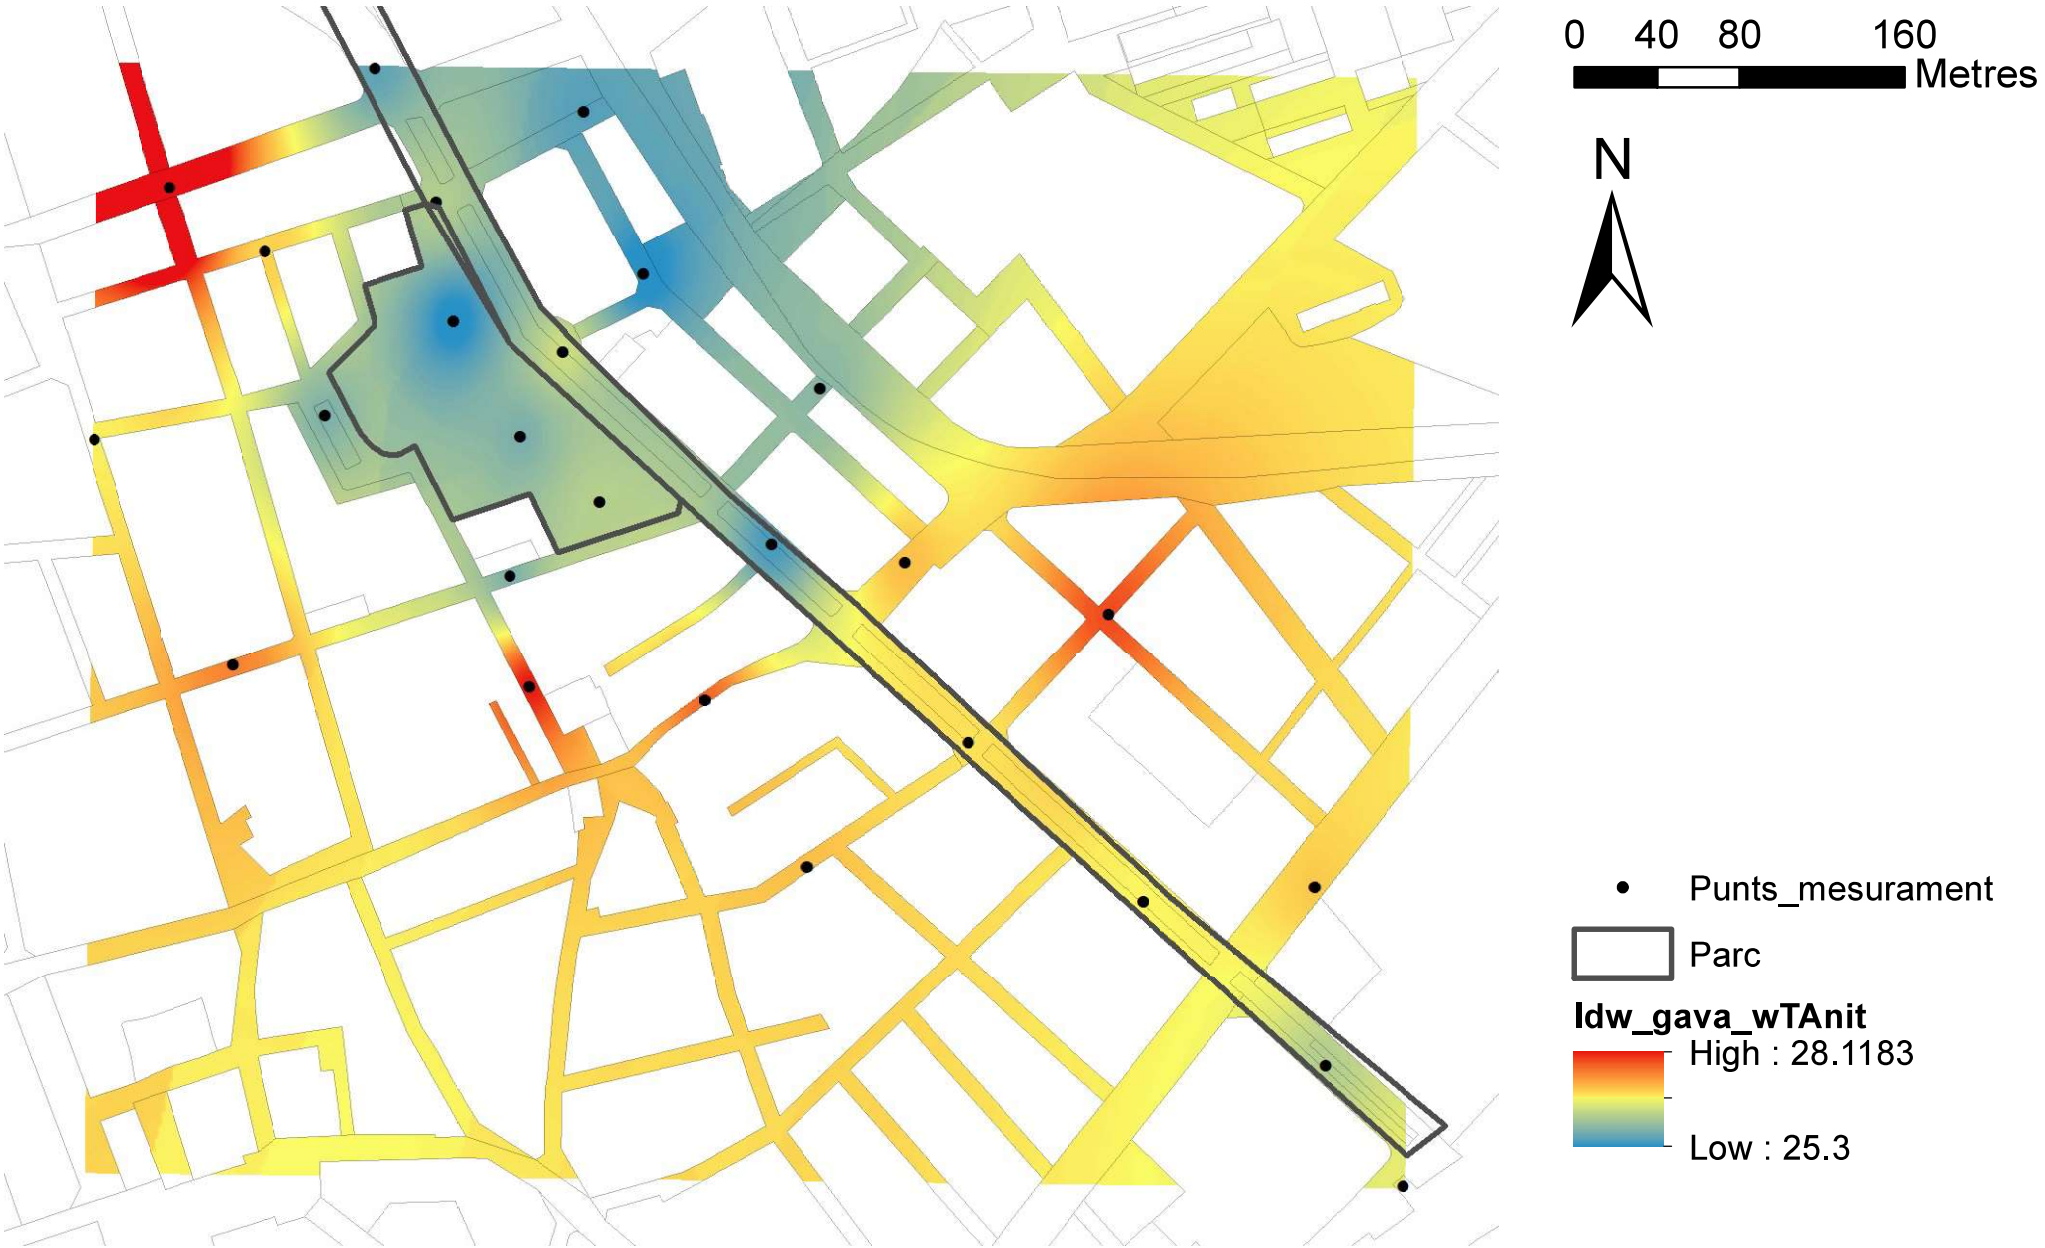 0 40 80 160
Metres
N
Punts_mesurament
Parc
Idw_gava_wTAnit
High : 28.1183
Low : 25.3